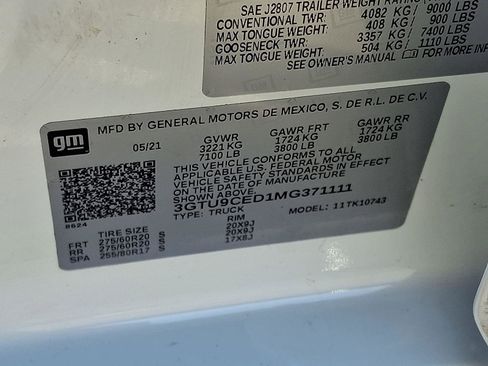 SAE J2807 TRAILER WEIGHT RATING
CONVENTIONAL TWR: 4082 KG/ 9000 LBS
MAX TONGUE WEIGHT: 408 KG/ 900 LBS
GOOSENECK TWR: 3357 KG/ 7400 LBS
MAX TONGUE WEIGHT: 504 KG/ 1110 LBS
SEE OWNER'S MANUAL FOR MORE INFO
gm
MFD BY GENERAL MOTORS DE MEXICO, S. DE R.L. DE C.V.
05/21 GVWR GAWR FRT GAWR RR
3221 KG 1724 KG 1724 KG
7100 LB 3800 LB 3800 LB
THIS VEHICLE CONFORMS TO ALL
APPLICABLE U.S. FEDERAL MOTOR
VEHICLE SAFETY STANDARDS IN EFFECT
ON THE DATE OF MANUFACTURE SHOWN ABOVE.
3GTU9CED1MG371111
TYPE: TRUCK MODEL: 11TK10743
8624
TIRE SIZE RIM
FRT 275/60R20 S 20X9J
RR 275/60R20 S 20X9J
SPA 255/80R17 S 17X8J